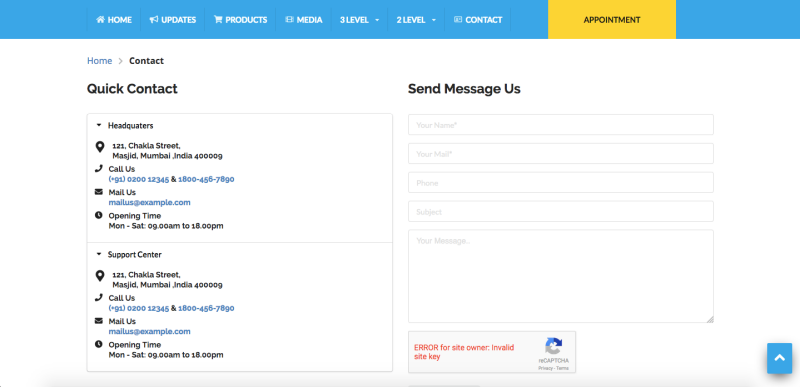 HOME UPDATES PRODUCTS MEDIA 3 LEVEL 2 LEVEL CONTACT APPOINTMENT
Home > Contact
Quick Contact
Headquaters
121, Chakla Street,
Masjid, Mumbai ,India 400009
Call Us
(+91) 0200 12345 & 1800-456-7890
Mail Us
mailus@example.com
Opening Time
Mon - Sat: 09.00am to 18.00pm
Support Center
121, Chakla Street,
Masjid, Mumbai ,India 400009
Call Us
(+91) 0200 12345 & 1800-456-7890
Mail Us
mailus@example.com
Opening Time
Mon - Sat: 09.00am to 18.00pm
Send Message Us
Your Name*
Your Mail*
Phone
Subject
Your Message...
ERROR for site owner: Invalid
site key
reCAPTCHA
Privacy - Terms